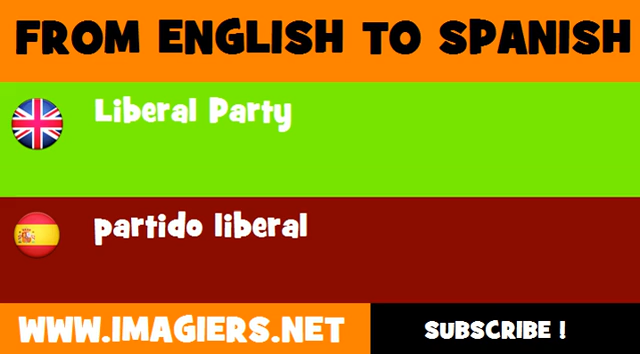 FROM ENGLISH TO SPANISH
Liberal Party
partido liberal
WWW.IMAGIERS.NET
SUBSCRIBE !